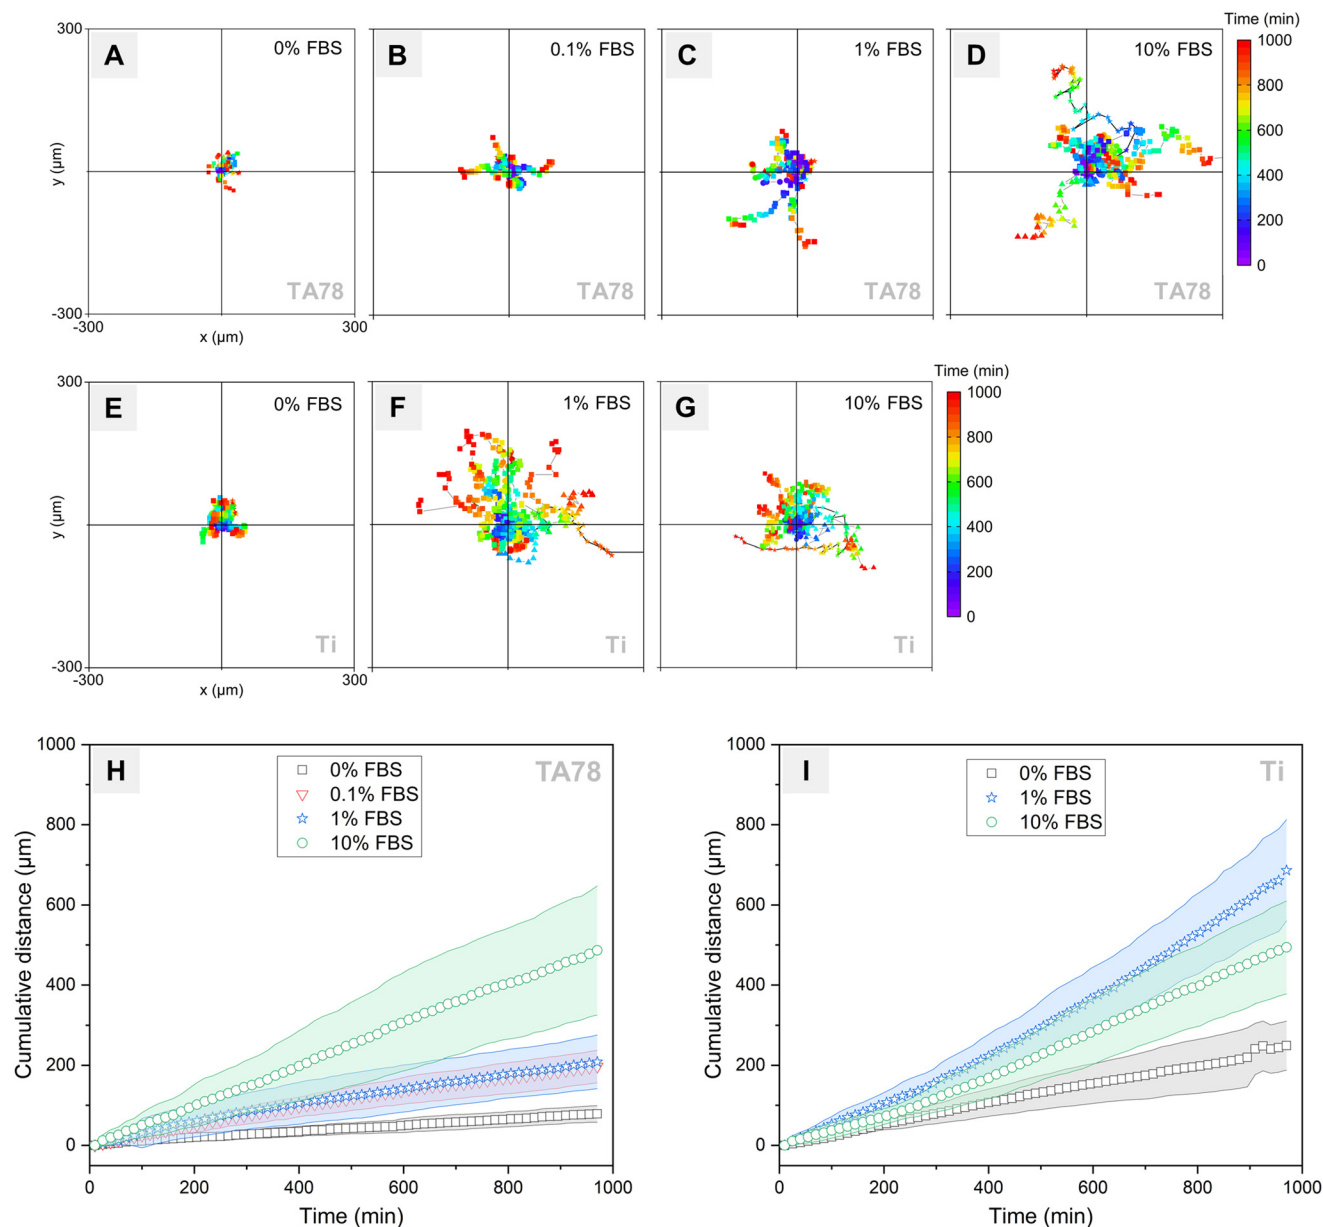 A
0% FBS
300
y (µm)
-300
-300
x (µm)
300
TA78
B
0.1% FBS
TA78
C
1% FBS
TA78
D
10% FBS
TA78
Time (min)
1000
800
600
400
200
0
E
0% FBS
300
y (µm)
-300
-300
x (µm)
300
Ti
F
1% FBS
Ti
G
10% FBS
Ti
Time (min)
1000
800
600
400
200
0
H
TA78
0% FBS
0.1% FBS
1% FBS
10% FBS
Cumulative distance (µm)
1000
800
600
400
200
0
0
200
400
600
800
1000
Time (min)
I
Ti
0% FBS
1% FBS
10% FBS
Cumulative distance (µm)
1000
800
600
400
200
0
0
200
400
600
800
1000
Time (min)